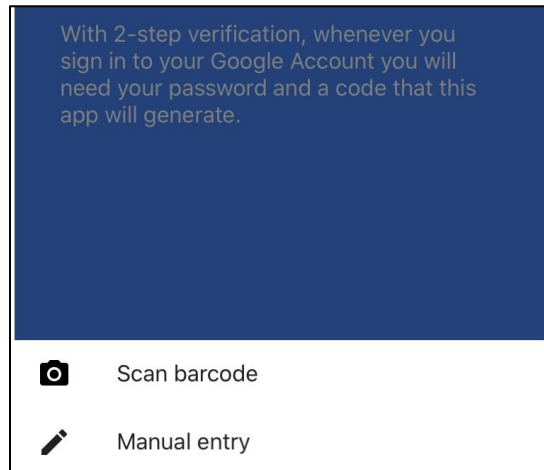 With 2-step verification, whenever you
sign in to your Google Account you will
need your password and a code that this
app will generate.
Scan barcode
Manual entry